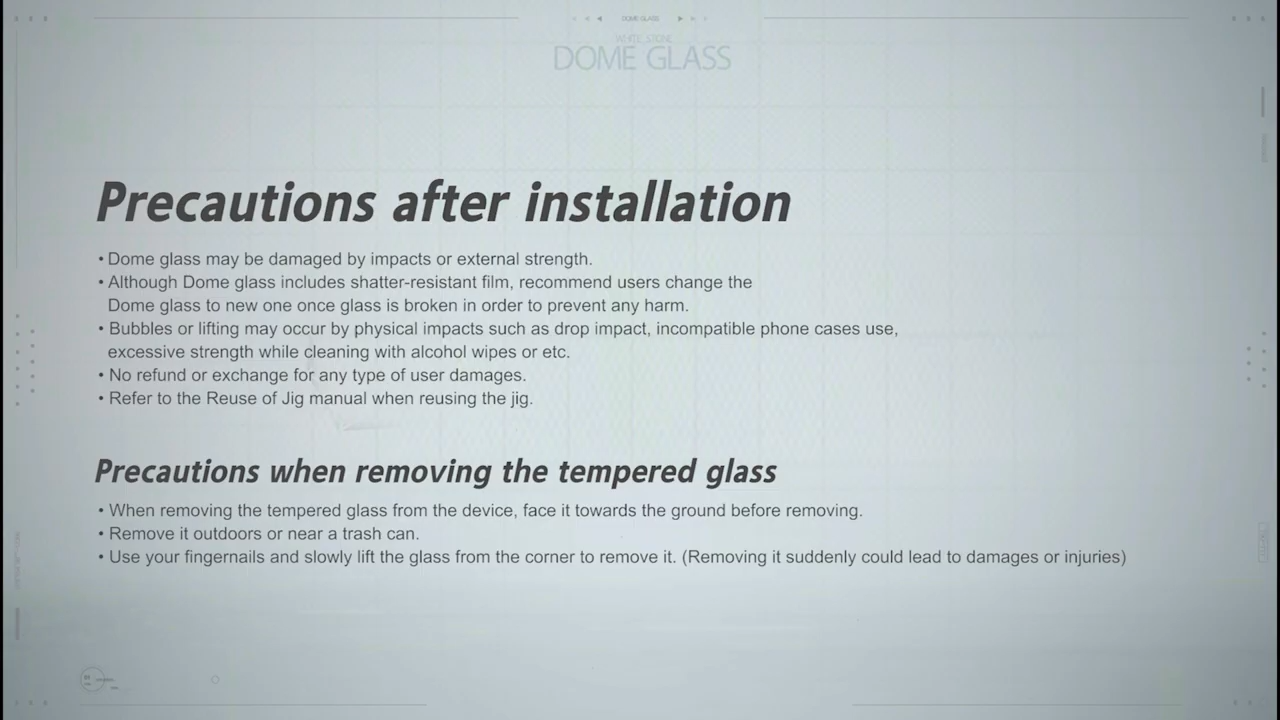 DOME GLASS
WHITE STONE
DOME GLASS
Precautions after installation
• Dome glass may be damaged by impacts or external strength.
• Although Dome glass includes shatter-resistant film, recommend users change the
Dome glass to new one once glass is broken in order to prevent any harm.
• Bubbles or lifting may occur by physical impacts such as drop impact, incompatible phone cases use,
excessive strength while cleaning with alcohol wipes or etc.
• No refund or exchange for any type of user damages.
• Refer to the Reuse of Jig manual when reusing the jig.
Precautions when removing the tempered glass
• When removing the tempered glass from the device, face it towards the ground before removing.
• Remove it outdoors or near a trash can.
• Use your fingernails and slowly lift the glass from the corner to remove it. (Removing it suddenly could lead to damages or injuries)